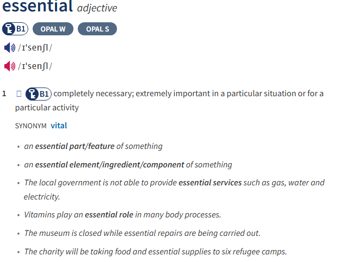 essential adjective
B1 OPAL W OPAL S
/ɪˈsenʃl/
/ɪˈsenʃl/
1 B1 completely necessary; extremely important in a particular situation or for a
particular activity
SYNONYM vital
• an essential part/feature of something
• an essential element/ingredient/component of something
• The local government is not able to provide essential services such as gas, water and
electricity.
• Vitamins play an essential role in many body processes.
• The museum is closed while essential repairs are being carried out.
• The charity will be taking food and essential supplies to six refugee camps.